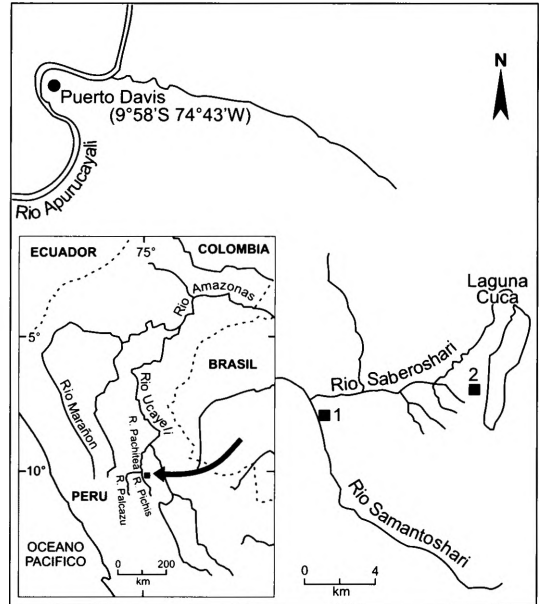 N
Puerto Davis
(9°58'S 74°43'W)
Rio Apurucayali
ECUADOR
75°
COLOMBIA
Rio Amazonas
5°
BRASIL
Rio Marañon
Rio Ucayeli
R. Pachitea
R. Pichis
R. Palcazu
10°
PERU
OCEANO
PACIFICO
0 200
km
Laguna
Cuca
Rio Saberoshari
2
1
Rio Samantoshari
0 4
km